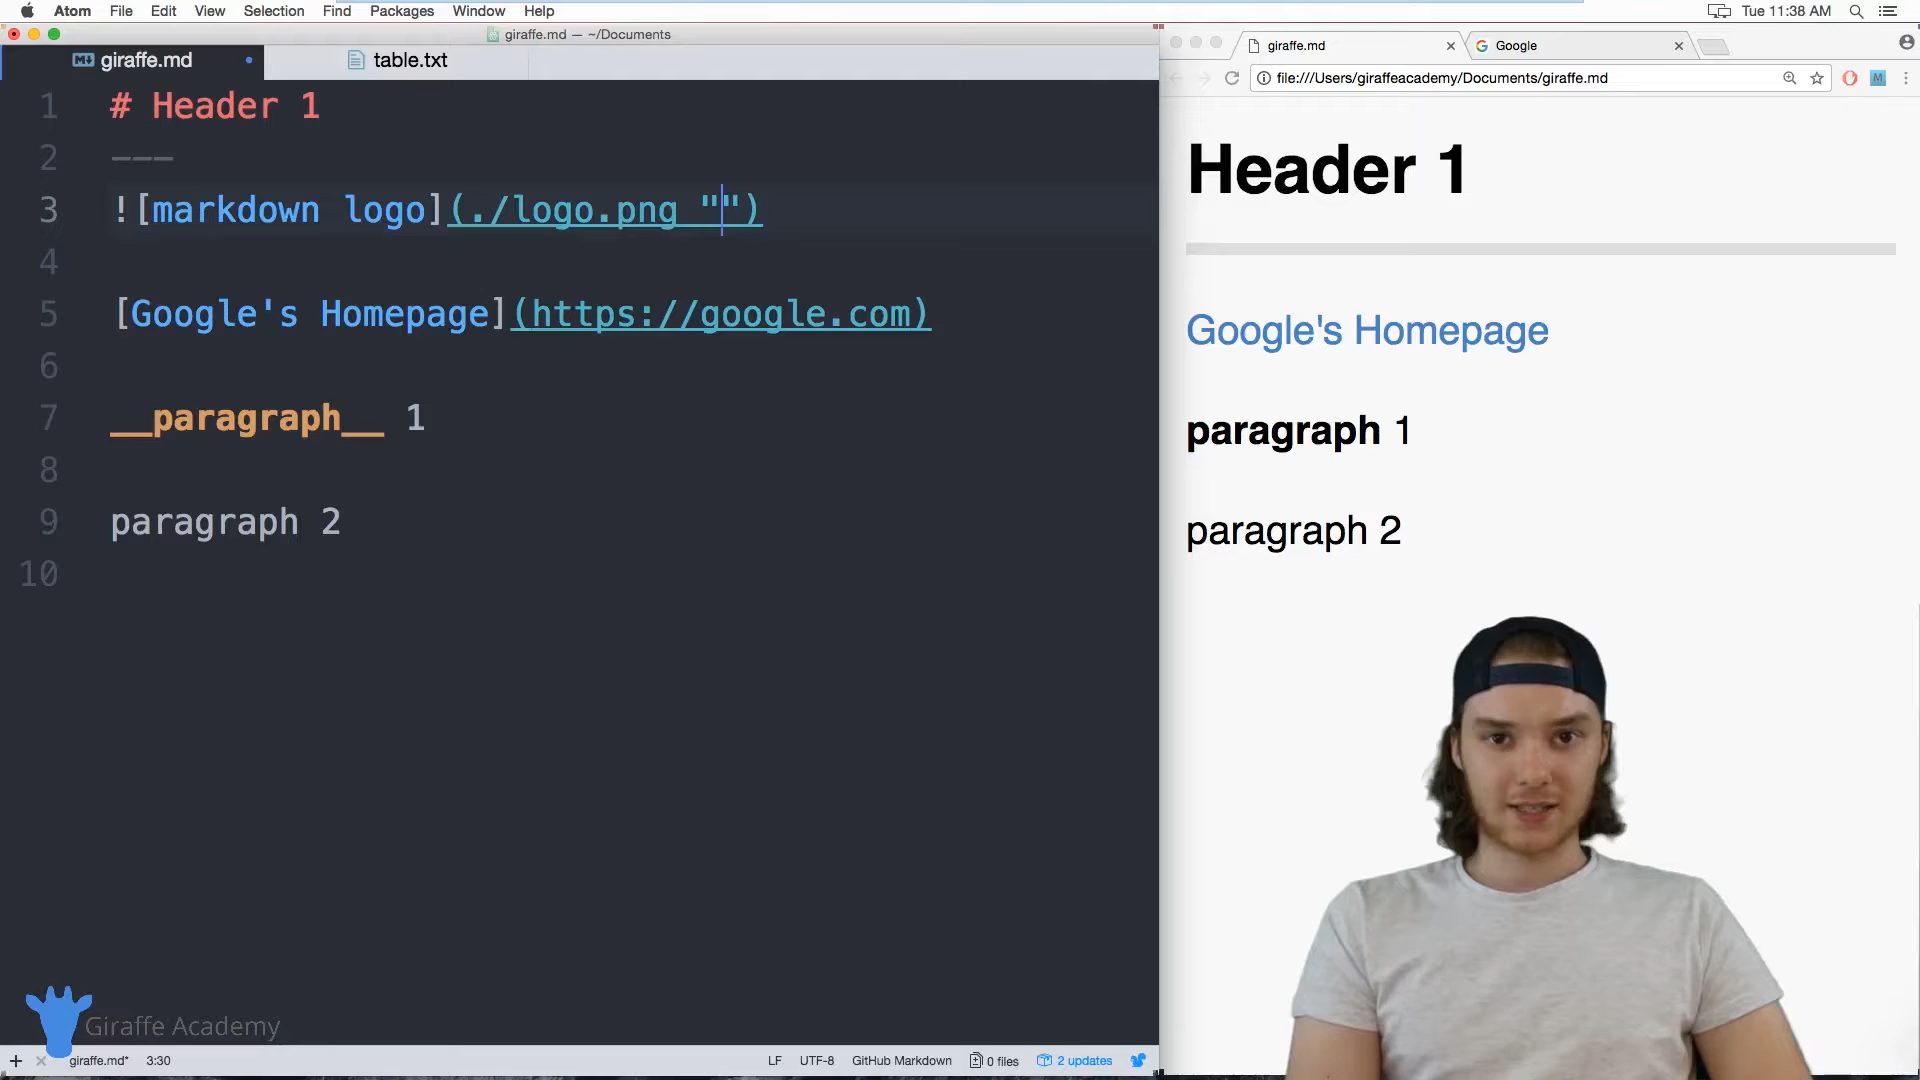 Atom File Edit View Selection Find Packages Window Help
Tue 11:38 AM
giraffe.md — ~/Documents
giraffe.md
table.txt
1 # Header 1
2 ---
3 ![markdown logo](./logo.png "")
4
5 [Google's Homepage](https://google.com)
6
7 __paragraph__ 1
8
9 paragraph 2
10
Giraffe Academy
giraffe.md* 3:30 LF UTF-8 GitHub Markdown 0 files 2 updates
giraffe.md
Google
file:///Users/giraffeacademy/Documents/giraffe.md
Header 1
Google's Homepage
paragraph 1
paragraph 2